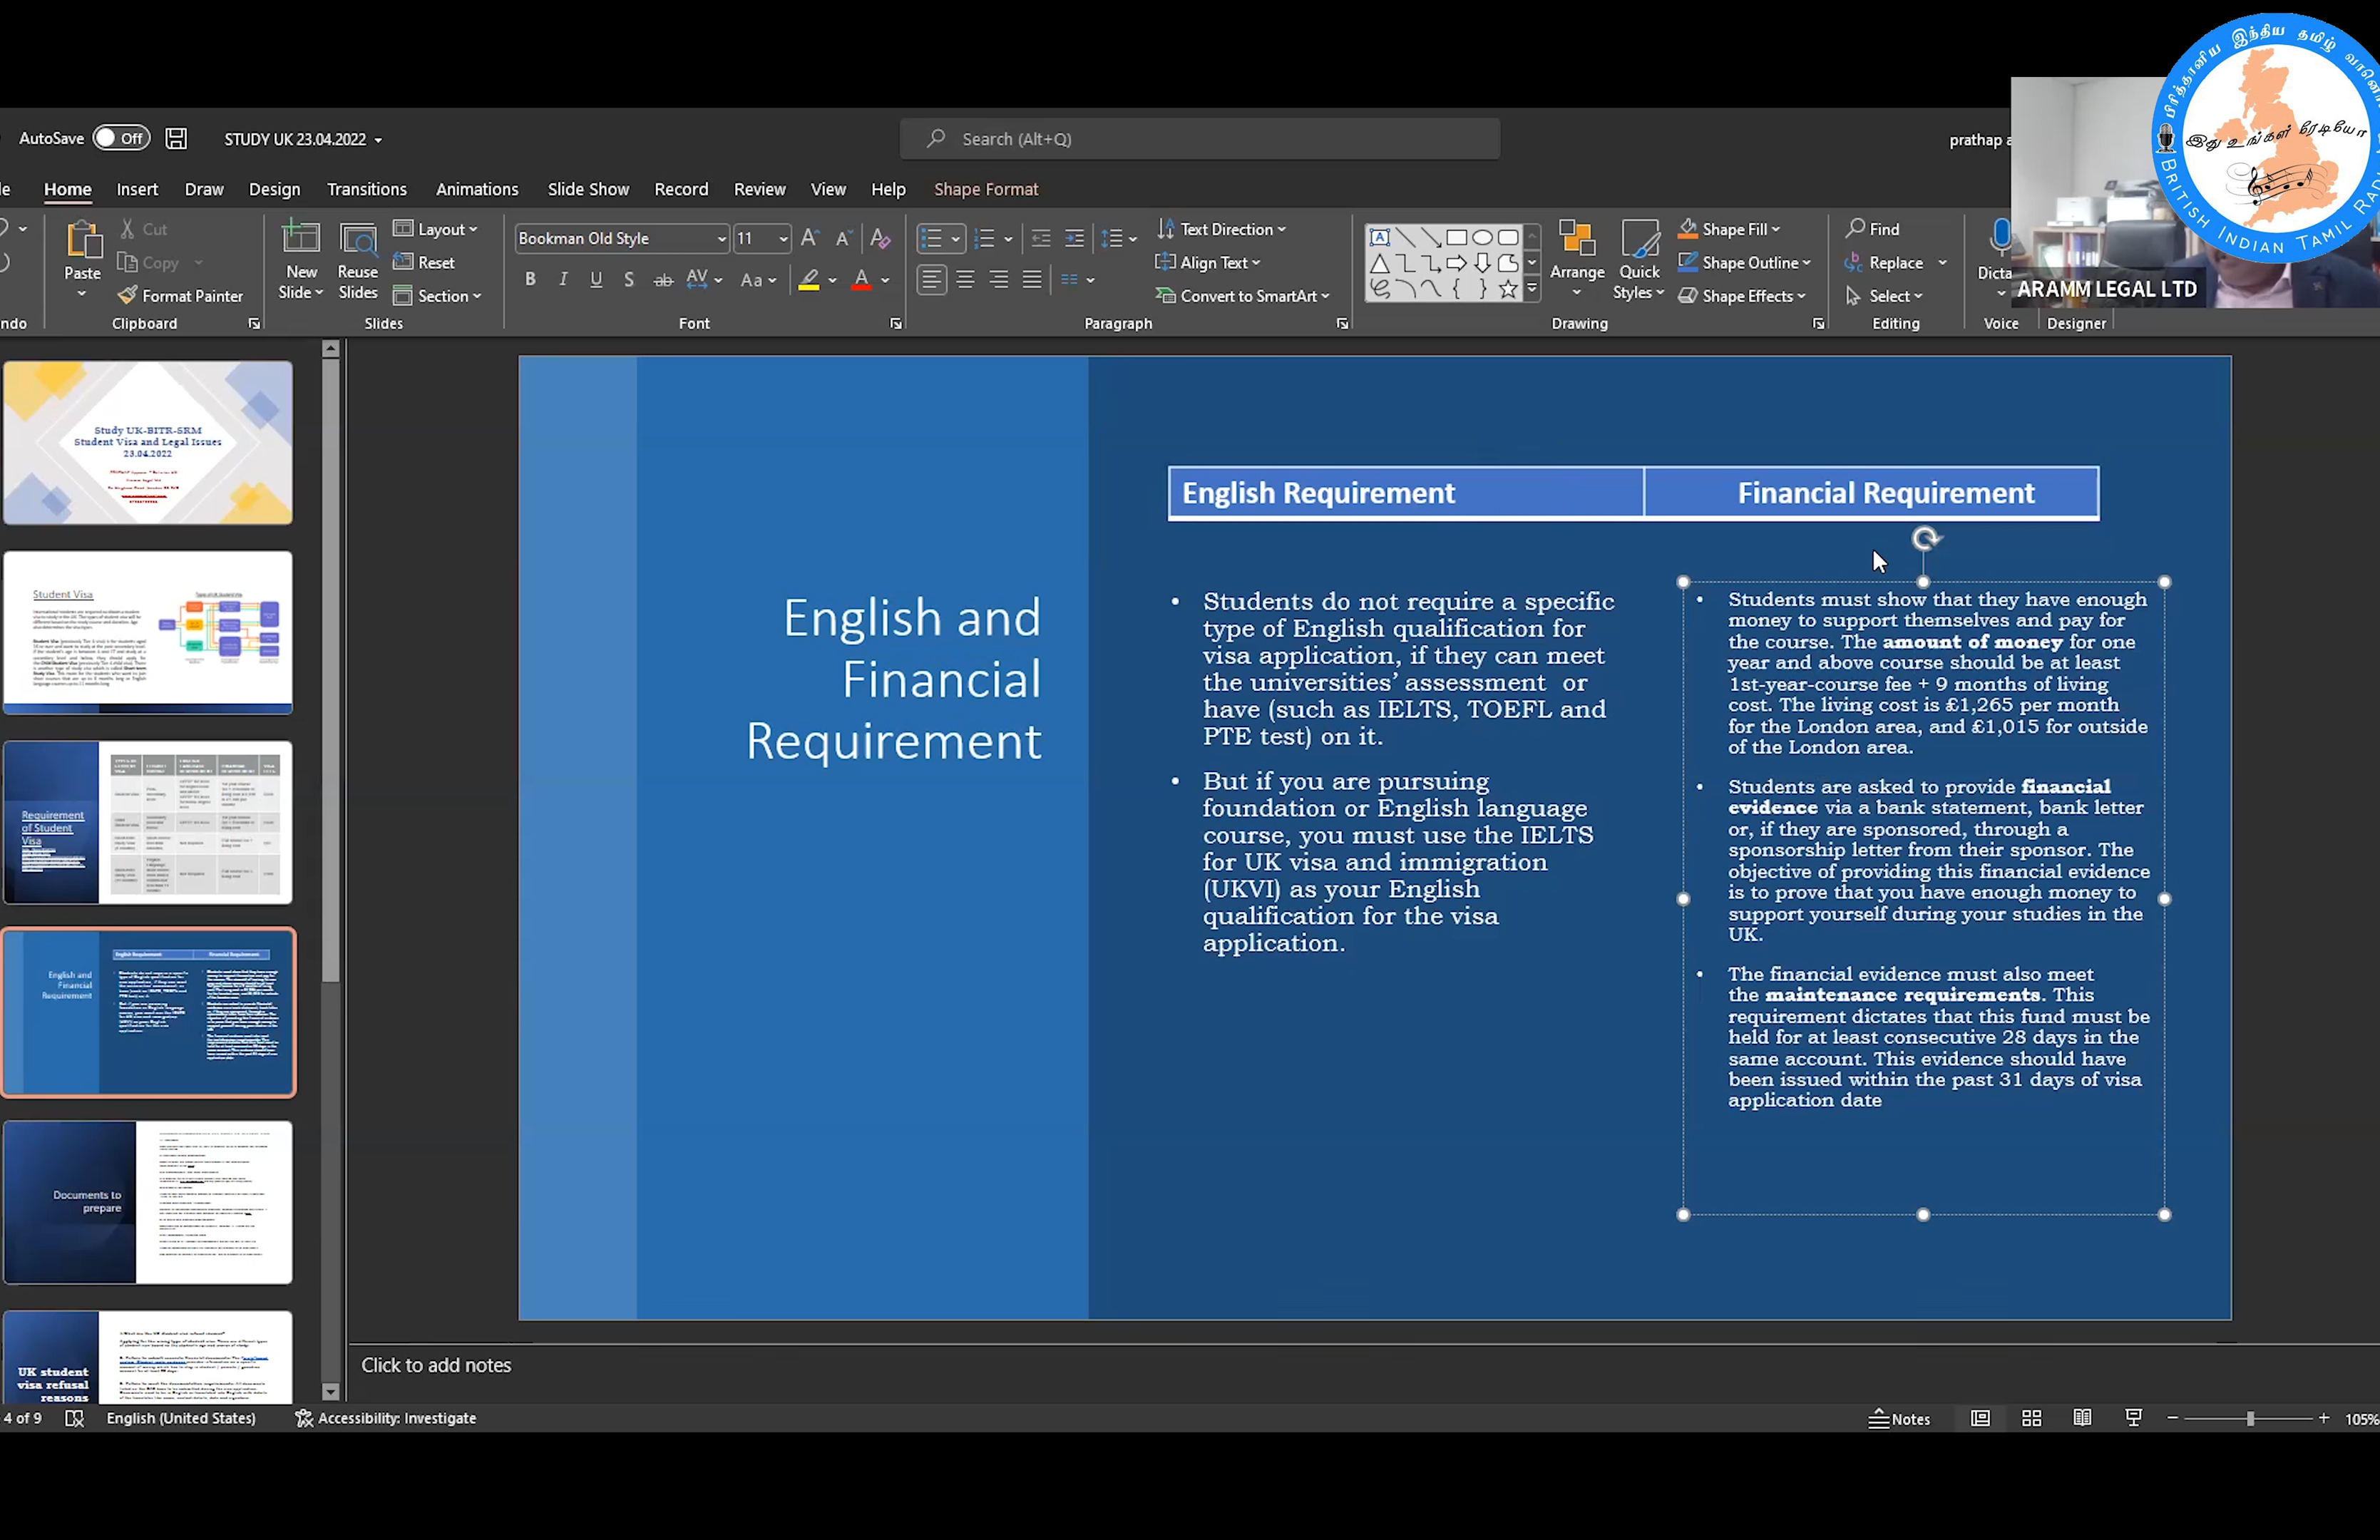 பிரித்தானிய இந்திய தமிழ் வானொலி
இது உங்கள் ரேடியோ
BRITISH INDIAN TAMIL RADI
AutoSave Off STUDY UK 23.04.2022 Search (Alt+Q) prathap a
Home Insert Draw Design Transitions Animations Slide Show Record Review View Help Shape Format
Paste Cut Copy Format Painter
New Slide Reuse Slides Layout Reset Section
Bookman Old Style 11
Text Direction Align Text Convert to SmartArt
Arrange Quick Styles Shape Fill Shape Outline Shape Effects
Find Replace Select
Dicta
ARAMM LEGAL LTD
ndo Clipboard Slides Font Paragraph Drawing Editing Voice Designer
Study UK-BITR-SRM
Student Visa and Legal Issues
23.04.2022
Student Visa
Requirement
of Student
Visa
English and
Financial
Requirement
English Requirement Financial Requirement
Documents to
prepare
UK student
visa refusal
reasons
English and
Financial
Requirement
English Requirement
Financial Requirement
• Students do not require a specific
type of English qualification for
visa application, if they can meet
the universities’ assessment or
have (such as IELTS, TOEFL and
PTE test) on it.
• But if you are pursuing
foundation or English language
course, you must use the IELTS
for UK visa and immigration
(UKVI) as your English
qualification for the visa
application.
• Students must show that they have enough
money to support themselves and pay for
the course. The amount of money for one
year and above course should be at least
1st-year-course fee + 9 months of living
cost. The living cost is £1,265 per month
for the London area, and £1,015 for outside
of the London area.
• Students are asked to provide financial
evidence via a bank statement, bank letter
or, if they are sponsored, through a
sponsorship letter from their sponsor. The
objective of providing this financial evidence
is to prove that you have enough money to
support yourself during your studies in the
UK.
• The financial evidence must also meet
the maintenance requirements. This
requirement dictates that this fund must be
held for at least consecutive 28 days in the
same account. This evidence should have
been issued within the past 31 days of visa
application date
Click to add notes
4 of 9 English (United States) Accessibility: Investigate Notes 105%